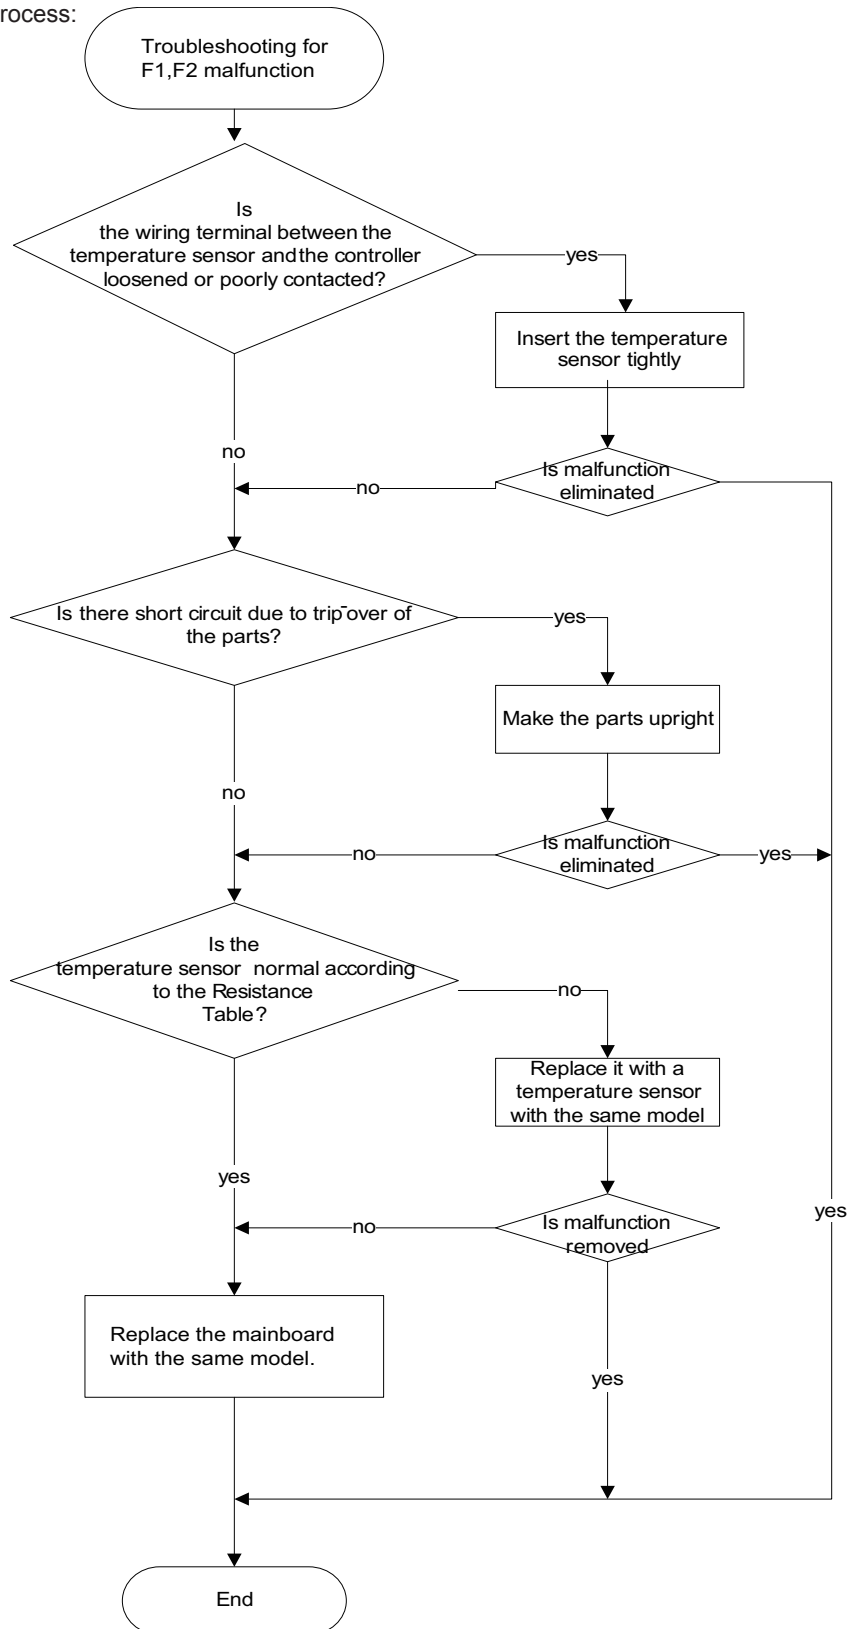 rocess:
Troubleshooting for
F1,F2 malfunction
Is
the wiring terminal between the
temperature sensor and the controller
loosened or poorly contacted?
yes
Insert the temperature
sensor tightly
no
Is malfunction
eliminated
no
Is there short circuit due to trip-over of
the parts?
yes
Make the parts upright
no
Is malfunction
eliminated
no
yes
Is the
temperature sensor normal according
to the Resistance
Table?
no
Replace it with a
temperature sensor
with the same model
yes
Is malfunction
removed
no
yes
Replace the mainboard
with the same model.
yes
End